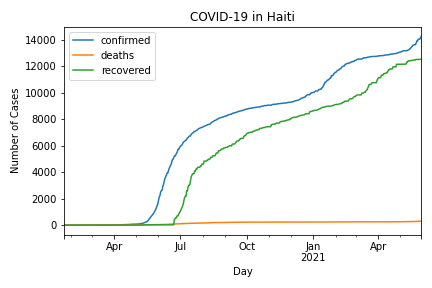 COVID-19 in Haiti
confirmed
deaths
recovered
Number of Cases
14000
12000
10000
8000
6000
4000
2000
0
Apr
Jul
Oct
Jan
2021
Apr
Day